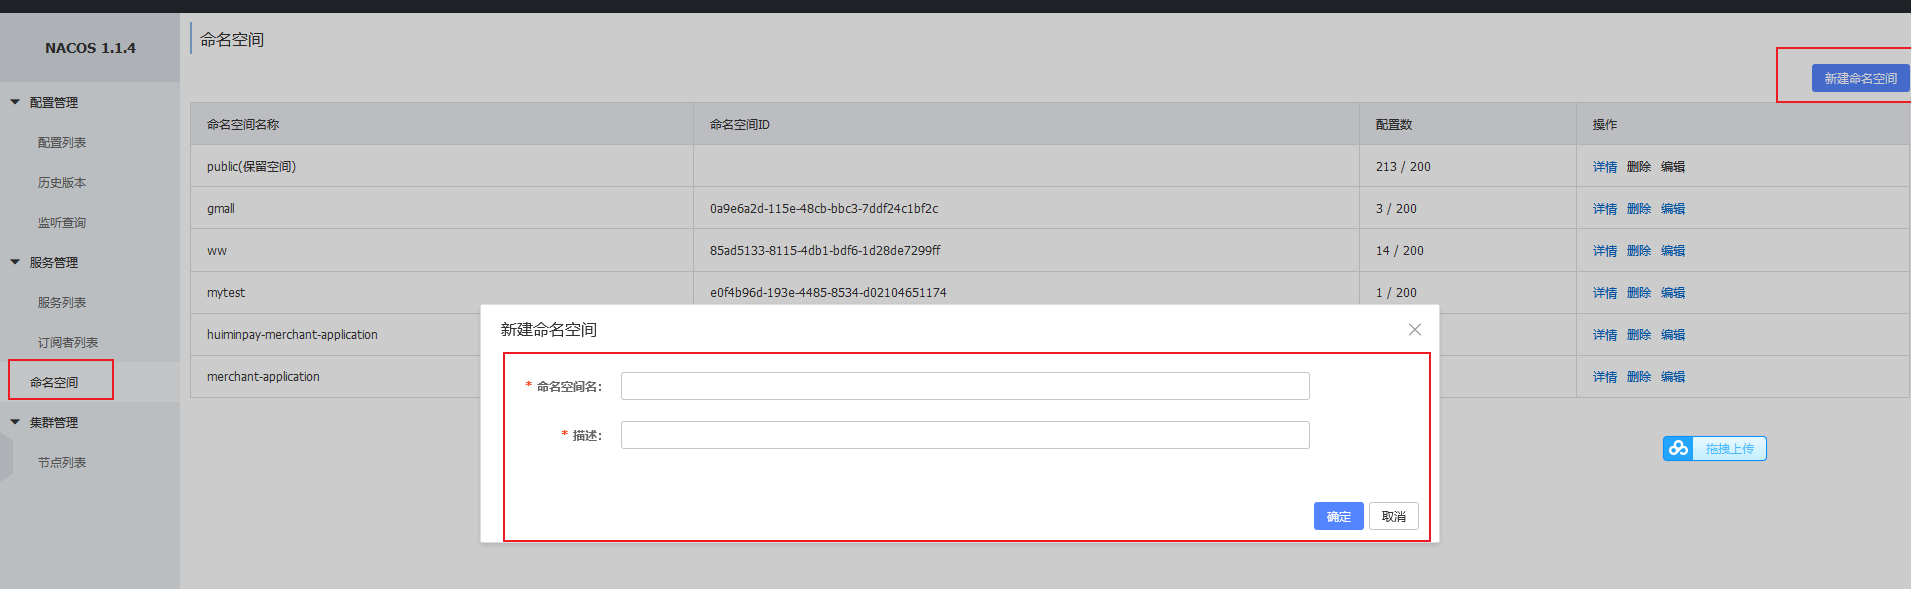 NACOS 1.1.4
配置管理
配置列表
历史版本
监听查询
服务管理
服务列表
订阅者列表
命名空间
集群管理
节点列表
命名空间
新建命名空间
命名空间名称 命名空间ID 配置数 操作
public(保留空间) 213 / 200 详情 删除 编辑
gmall 0a9e6a2d-115e-48cb-bbc3-7ddf24c1bf2c 3 / 200 详情 删除 编辑
ww 85ad5133-8115-4db1-bdf6-1d28de7299ff 14 / 200 详情 删除 编辑
mytest e0f4b96d-193e-4485-8534-d02104651174 1 / 200 详情 删除 编辑
huiminpay-merchant-application 详情 删除 编辑
merchant-application 详情 删除 编辑
新建命名空间
* 命名空间名:
* 描述:
确定 取消
拖拽上传